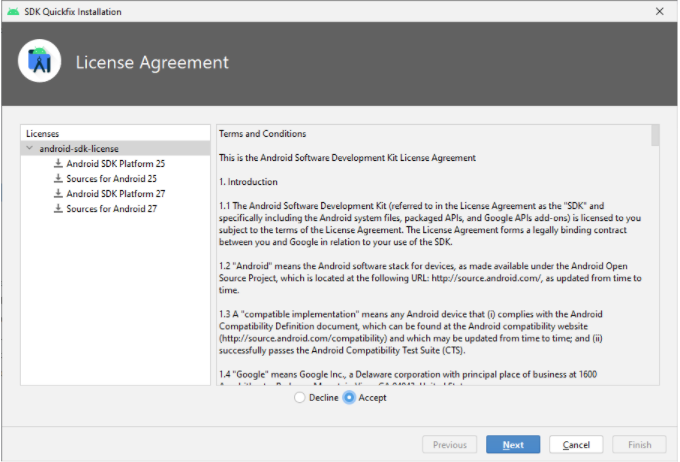 SDK Quickfix Installation
License Agreement
Licenses
android-sdk-license
Android SDK Platform 25
Sources for Android 25
Android SDK Platform 27
Sources for Android 27
Terms and Conditions
This is the Android Software Development Kit License Agreement
1. Introduction
1.1 The Android Software Development Kit (referred to in the License Agreement as the "SDK" and
specifically including the Android system files, packaged APIs, and Google APIs add-ons) is licensed to you
subject to the terms of the License Agreement. The License Agreement forms a legally binding contract
between you and Google in relation to your use of the SDK.
1.2 "Android" means the Android software stack for devices, as made available under the Android Open
Source Project, which is located at the following URL: http://source.android.com/, as updated from time to
time.
1.3 A "compatible implementation" means any Android device that (i) complies with the Android
Compatibility Definition document, which can be found at the Android compatibility website
(http://source.android.com/compatibility) and which may be updated from time to time; and (ii)
successfully passes the Android Compatibility Test Suite (CTS).
1.4 "Google" means Google Inc., a Delaware corporation with principal place of business at 1600
Decline Accept
Previous Next Cancel Finish